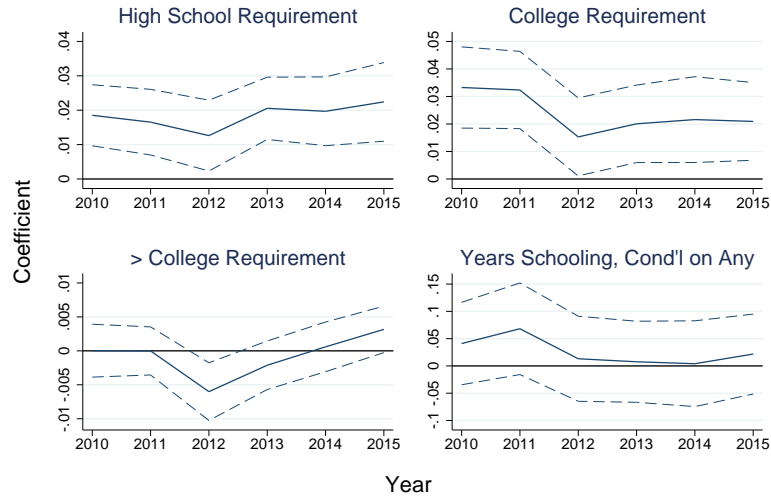 High School Requirement
.04
.03
.02
.01
0
2010 2011 2012 2013 2014 2015
College Requirement
.05
.04
.03
.02
.01
0
2010 2011 2012 2013 2014 2015
> College Requirement
.01
.005
0
-.005
-.01
2010 2011 2012 2013 2014 2015
Years Schooling, Cond'l on Any
.15
.1
.05
0
-.05
-.1
2010 2011 2012 2013 2014 2015
Coefficient
Year